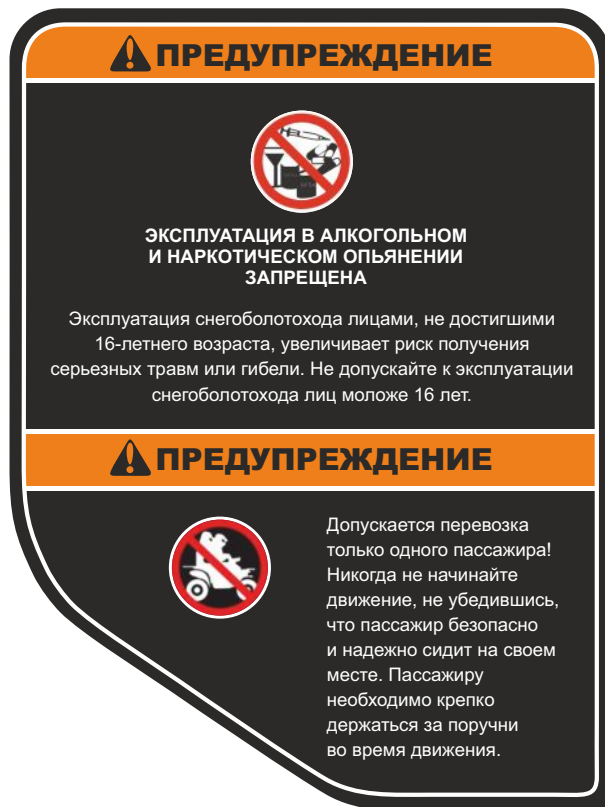 ПРЕДУПРЕЖДЕНИЕ
ЭКСПЛУАТАЦИЯ В АЛКОГОЛЬНОМ
И НАРКОТИЧЕСКОМ ОПЬЯНЕНИИ
ЗАПРЕЩЕНА
Эксплуатация снегоболотохода лицами, не достигшими
16-летнего возраста, увеличивает риск получения
серьезных травм или гибели. Не допускайте к эксплуатации
снегоболотохода лиц моложе 16 лет.
ПРЕДУПРЕЖДЕНИЕ
Допускается перевозка
только одного пассажира!
Никогда не начинайте
движение, не убедившись,
что пассажир безопасно
и надежно сидит на своем
месте. Пассажиру
необходимо крепко
держаться за поручни
во время движения.